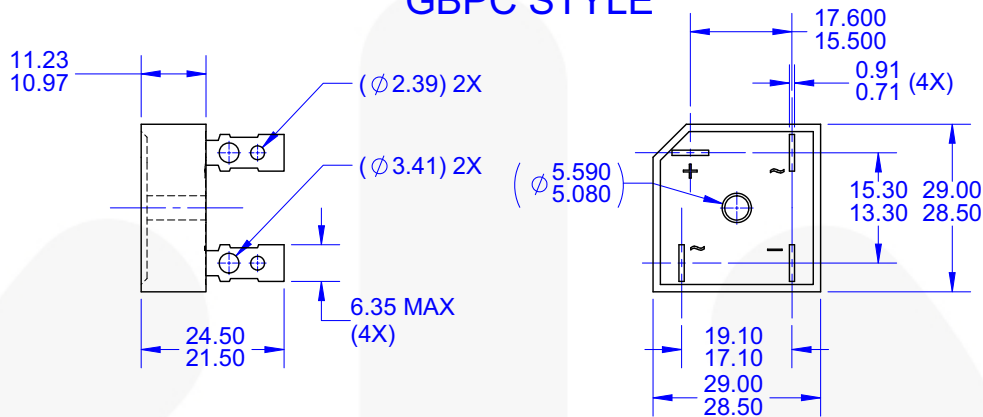 GBPC STYLE
11.23
10.97
(∅2.39) 2X
(∅3.41) 2X
6.35 MAX
(4X)
24.50
21.50
17.600
15.500
0.91
0.71 (4X)
(∅ 5.590
5.080)
+ ~
~ −
15.30 29.00
13.30 28.50
19.10
17.10
29.00
28.50